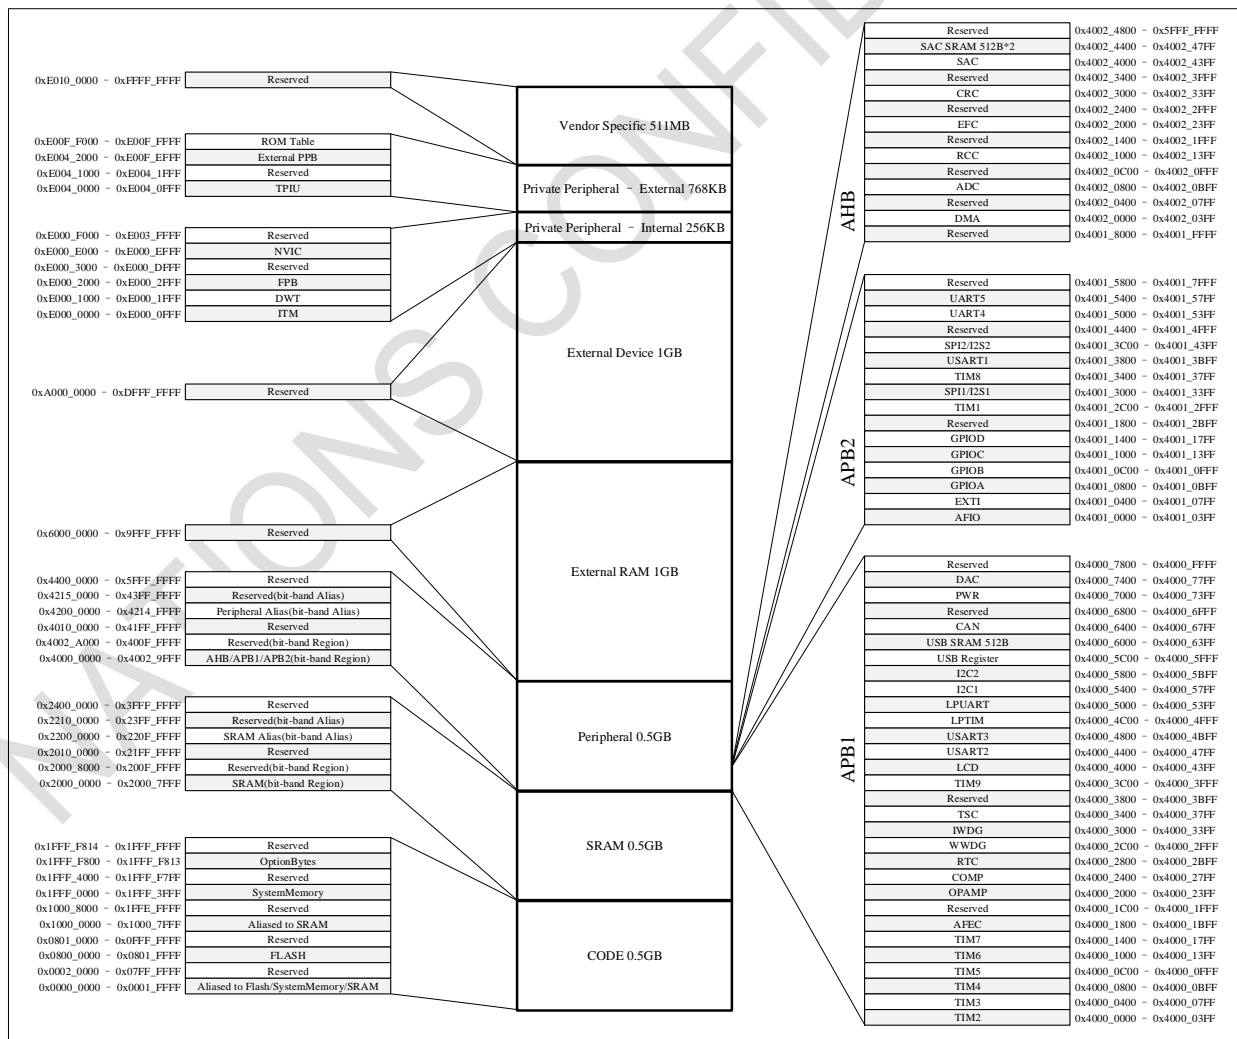 0xE010_0000 - 0xFFFF_FFFF Reserved
0xE00F_F000 - 0xE00F_FFFF ROM Table
0xE004_2000 - 0xE00F_EFFF External PPB
0xE004_1000 - 0xE004_1FFF Reserved
0xE004_0000 - 0xE004_0FFF TPIU
0xE000_F000 - 0xE003_FFFF Reserved
0xE000_E000 - 0xE000_EFFF NVIC
0xE000_3000 - 0xE000_DFFF Reserved
0xE000_2000 - 0xE000_2FFF FPB
0xE000_1000 - 0xE000_1FFF DWT
0xE000_0000 - 0xE000_0FFF ITM
0xA000_0000 - 0xDFFF_FFFF Reserved
0x6000_0000 - 0x9FFF_FFFF Reserved
0x4400_0000 - 0x5FFF_FFFF Reserved
0x4215_0000 - 0x43FF_FFFF Reserved(bit-band Alias)
0x4200_0000 - 0x4214_FFFF Peripheral Alias(bit-band Alias)
0x4010_0000 - 0x41FF_FFFF Reserved
0x4002_A000 - 0x400F_FFFF Reserved(bit-band Region)
0x4000_0000 - 0x4002_9FFF AHB/APB1/APB2(bit-band Region)
0x2400_0000 - 0x3FFF_FFFF Reserved
0x2210_0000 - 0x23FF_FFFF Reserved(bit-band Alias)
0x2200_0000 - 0x220F_FFFF SRAM Alias(bit-band Alias)
0x2010_0000 - 0x21FF_FFFF Reserved
0x2000_8000 - 0x200F_FFFF Reserved(bit-band Region)
0x2000_0000 - 0x2000_7FFF SRAM(bit-band Region)
0x1FFF_F814 - 0x1FFF_FFFF Reserved
0x1FFF_F800 - 0x1FFF_F813 OptionBytes
0x1FFF_4000 - 0x1FFF_F7FF Reserved
0x1FFF_0000 - 0x1FFF_3FFF SystemMemory
0x1000_8000 - 0x1FFE_FFFF Reserved
0x1000_0000 - 0x1000_7FFF Aliased to SRAM
0x0801_0000 - 0x0FFF_FFFF Reserved
0x0800_0000 - 0x0801_FFFF FLASH
0x0002_0000 - 0x07FF_FFFF Reserved
0x0000_0000 - 0x0001_FFFF Aliased to Flash/SystemMemory/SRAM
Vendor Specific 511MB
Private Peripheral - External 768KB
Private Peripheral - Internal 256KB
External Device 1GB
External RAM 1GB
Peripheral 0.5GB
SRAM 0.5GB
CODE 0.5GB
AHB
Reserved 0x4002_4800 - 0x5FFF_FFFF
SAC SRAM 512B*2 0x4002_4400 - 0x4002_47FF
SAC 0x4002_4000 - 0x4002_43FF
Reserved 0x4002_3400 - 0x4002_3FFF
CRC 0x4002_3000 - 0x4002_33FF
Reserved 0x4002_2400 - 0x4002_2FFF
EFC 0x4002_2000 - 0x4002_23FF
Reserved 0x4002_1400 - 0x4002_1FFF
RCC 0x4002_1000 - 0x4002_13FF
Reserved 0x4002_0C00 - 0x4002_0FFF
ADC 0x4002_0800 - 0x4002_0BFF
Reserved 0x4002_0400 - 0x4002_07FF
DMA 0x4002_0000 - 0x4002_03FF
Reserved 0x4001_8000 - 0x4001_FFFF
APB2
Reserved 0x4001_5800 - 0x4001_7FFF
UART5 0x4001_5400 - 0x4001_57FF
UART4 0x4001_5000 - 0x4001_53FF
Reserved 0x4001_4400 - 0x4001_4FFF
SPI2/I2S2 0x4001_3C00 - 0x4001_43FF
USART1 0x4001_3800 - 0x4001_3BFF
TIM8 0x4001_3400 - 0x4001_37FF
SPI1/I2S1 0x4001_3000 - 0x4001_33FF
TIM1 0x4001_2C00 - 0x4001_2FFF
Reserved 0x4001_1800 - 0x4001_2BFF
GPIOD 0x4001_1400 - 0x4001_17FF
GPIOC 0x4001_1000 - 0x4001_13FF
GPIOB 0x4001_0C00 - 0x4001_0FFF
GPIOA 0x4001_0800 - 0x4001_0BFF
EXTI 0x4001_0400 - 0x4001_07FF
AFIO 0x4001_0000 - 0x4001_03FF
APB1
Reserved 0x4000_7800 - 0x4000_FFFF
DAC 0x4000_7400 - 0x4000_77FF
PWR 0x4000_7000 - 0x4000_73FF
Reserved 0x4000_6800 - 0x4000_6FFF
CAN 0x4000_6400 - 0x4000_67FF
USB SRAM 512B 0x4000_6000 - 0x4000_63FF
USB Register 0x4000_5C00 - 0x4000_5FFF
I2C2 0x4000_5800 - 0x4000_5BFF
I2C1 0x4000_5400 - 0x4000_57FF
LPUART 0x4000_5000 - 0x4000_53FF
LPTIM 0x4000_4C00 - 0x4000_4FFF
USART3 0x4000_4800 - 0x4000_4BFF
USART2 0x4000_4400 - 0x4000_47FF
LCD 0x4000_4000 - 0x4000_43FF
TIM9 0x4000_3C00 - 0x4000_3FFF
Reserved 0x4000_3800 - 0x4000_3BFF
TSC 0x4000_3400 - 0x4000_37FF
IWDG 0x4000_3000 - 0x4000_33FF
WWDG 0x4000_2C00 - 0x4000_2FFF
RTC 0x4000_2800 - 0x4000_2BFF
COMP 0x4000_2400 - 0x4000_27FF
OPAMP 0x4000_2000 - 0x4000_23FF
Reserved 0x4000_1C00 - 0x4000_1FFF
AFEC 0x4000_1800 - 0x4000_1BFF
TIM7 0x4000_1400 - 0x4000_17FF
TIM6 0x4000_1000 - 0x4000_13FF
TIM5 0x4000_0C00 - 0x4000_0FFF
TIM4 0x4000_0800 - 0x4000_0BFF
TIM3 0x4000_0400 - 0x4000_07FF
TIM2 0x4000_0000 - 0x4000_03FF
NATIONS